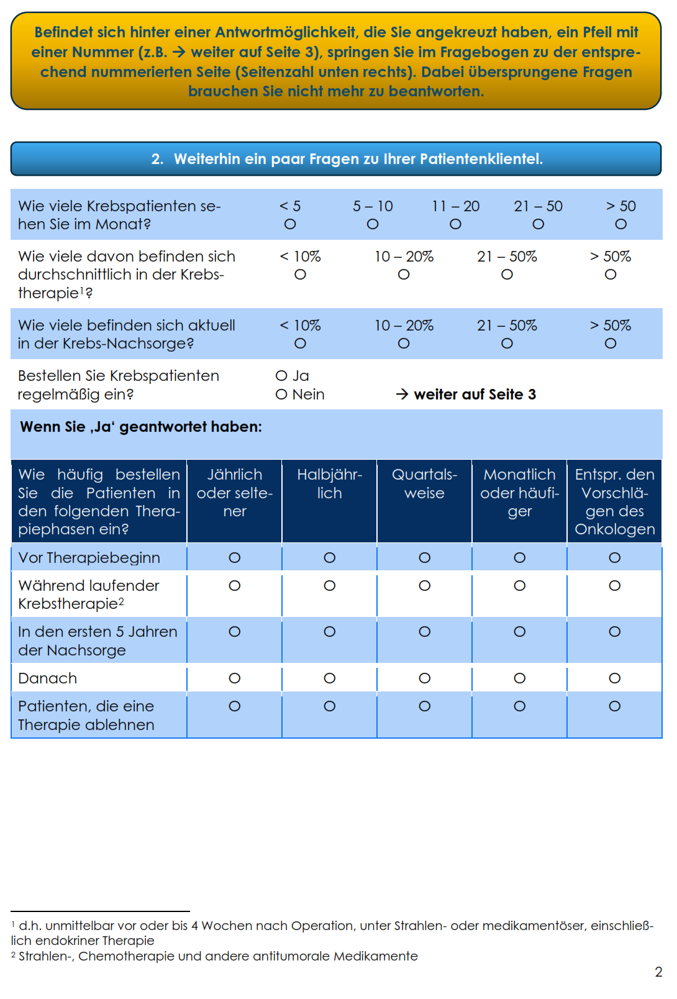 Befindet sich hinter einer Antwortmöglichkeit, die Sie angekreuzt haben, ein Pfeil mit
einer Nummer (z.B. → weiter auf Seite 3), springen Sie im Fragebogen zu der entspre-
chend nummerierten Seite (Seitenzahl unten rechts). Dabei übersprungene Fragen
brauchen Sie nicht mehr zu beantworten.
2. Weiterhin ein paar Fragen zu Ihrer Patientenklientel.
Wie viele Krebspatienten se- < 5 5 – 10 11 – 20 21 – 50 > 50
hen Sie im Monat? O O O O O
Wie viele davon befinden sich < 10% 10 – 20% 21 – 50% > 50%
durchschnittlich in der Krebs- O O O O
therapie¹?
Wie viele befinden sich aktuell < 10% 10 – 20% 21 – 50% > 50%
in der Krebs-Nachsorge? O O O O
Bestellen Sie Krebspatienten O Ja
regelmäßig ein? O Nein → weiter auf Seite 3
Wenn Sie ‚Ja‘ geantwortet haben:
Wie häufig bestellen Jährlich Halbjähr- Quartals- Monatlich Entspr. den
Sie die Patienten in oder selte- lich weise oder häufi- Vorschlä-
den folgenden Thera- ner ger gen des
piephasen ein? Onkologen
Vor Therapiebeginn O O O O O
Während laufender O O O O O
Krebstherapie²
In den ersten 5 Jahren O O O O O
der Nachsorge
Danach O O O O O
Patienten, die eine O O O O O
Therapie ablehnen
¹ d.h. unmittelbar vor oder bis 4 Wochen nach Operation, unter Strahlen- oder medikamentöser, einschließ-
lich endokriner Therapie
² Strahlen-, Chemotherapie und andere antitumorale Medikamente
2